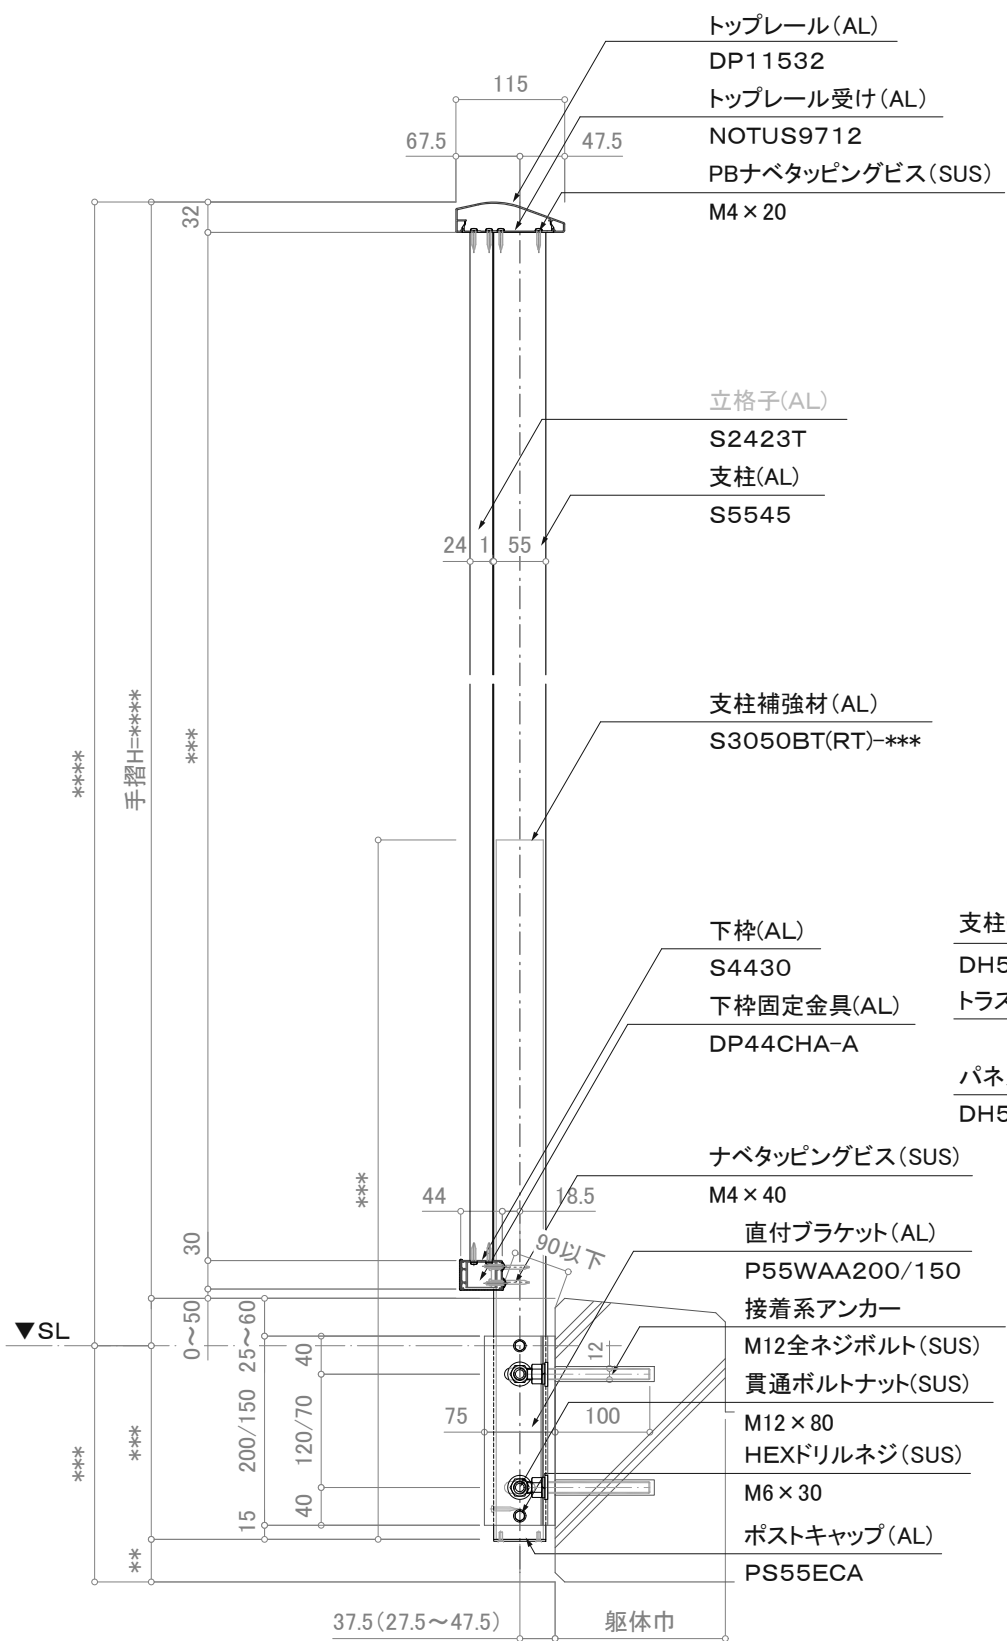 トップレール(AL)
DP11532
トップレール受け(AL)
NOTUS9712
PBナベタッピングビス(SUS)
M4×20
115
67.5
47.5
32
立格子(AL)
S2423T
支柱(AL)
S5545
24
1
55
****
手摺H=****
***
支柱補強材(AL)
S3050BT(RT)-***
下枠(AL)
S4430
下枠固定金具(AL)
DP44CHA-A
支柱
DH5
トラス
パネ
DH5
ナベタッピングビス(SUS)
M4×40
***
44
18.5
30
90以下
直付ブラケット(AL)
P55WAA200/150
接着系アンカー
M12全ネジボルト(SUS)
貫通ボルトナット(SUS)
M12×80
HEXドリルネジ(SUS)
M6×30
ポストキャップ(AL)
PS55ECA
▼SL
0～50
25～60
40
12
75
100
200/150
120/70
***
***
15
40
**
37.5(27.5～47.5)
躯体巾